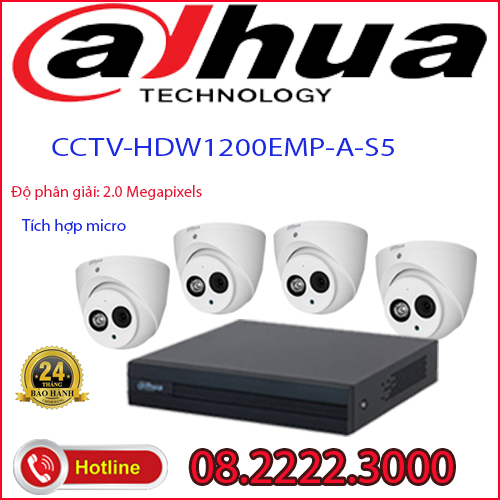 alhua
TECHNOLOGY
CCTV-HDW1200EMP-A-S5
Độ phân giải: 2.0 Megapixels
Tích hợp micro
24
THÁNG
BẢO HÀNH
Hotline
08.2222.3000